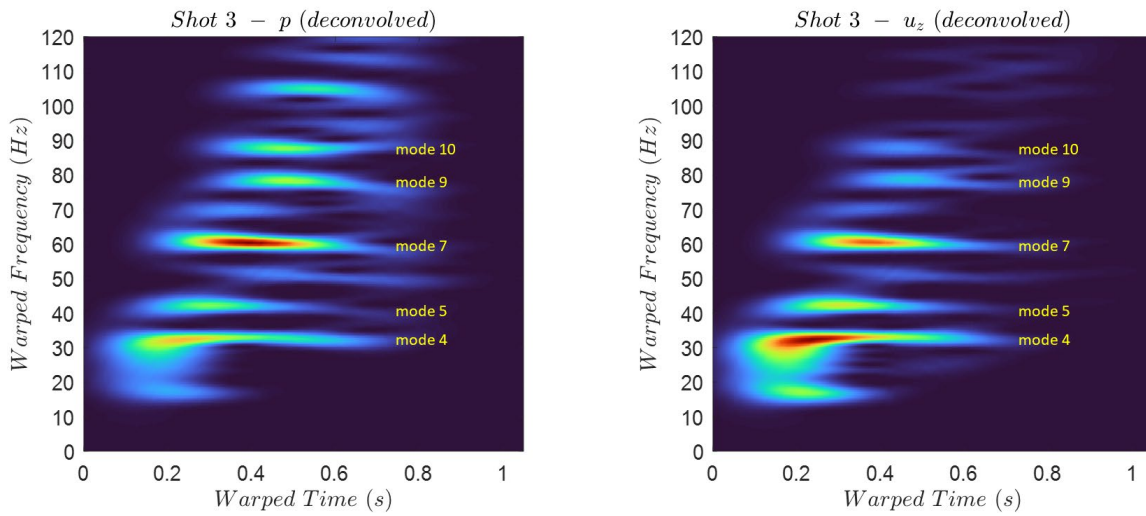 Shot 3 − p (deconvolved)
120
110
100
90
80
70
60
50
40
30
20
10
0
Warped Frequency (Hz)
mode 10
mode 9
mode 7
mode 5
mode 4
0 0.2 0.4 0.6 0.8 1
Warped Time (s)
Shot 3 − u_z (deconvolved)
120
110
100
90
80
70
60
50
40
30
20
10
0
Warped Frequency (Hz)
mode 10
mode 9
mode 7
mode 5
mode 4
0 0.2 0.4 0.6 0.8 1
Warped Time (s)